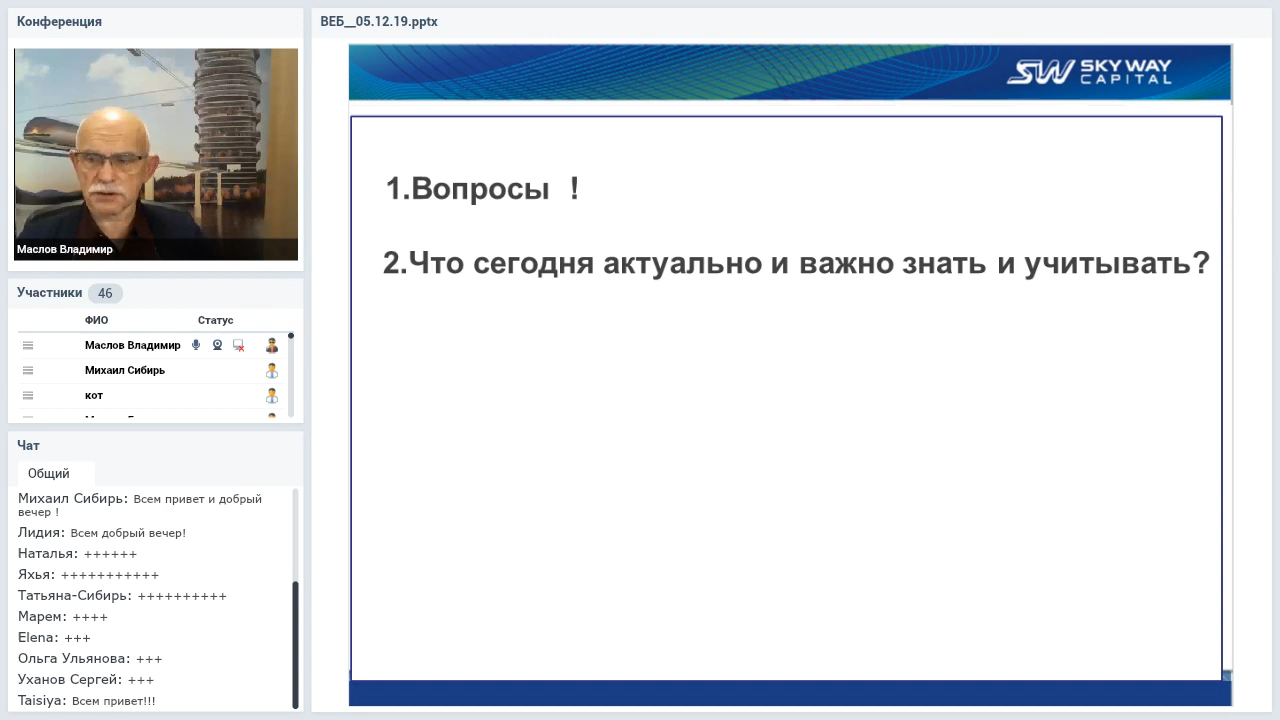 Конференция
Маслов Владимир
Участники 46
ФИО Статус
Маслов Владимир
Михаил Сибирь
кот
Чат
Общий
Михаил Сибирь: Всем привет и добрый
вечер !
Лидия: Всем добрый вечер!
Наталья: ++++++
Яхья: +++++++++++
Татьяна-Сибирь: ++++++++++
Марем: ++++
Elena: +++
Ольга Ульянова: +++
Уханов Сергей: +++
Taisiya: Всем привет!!!
ВЕБ__05.12.19.pptx
SW SKY WAY
CAPITAL
1.Вопросы !
2.Что сегодня актуально и важно знать и учитывать?